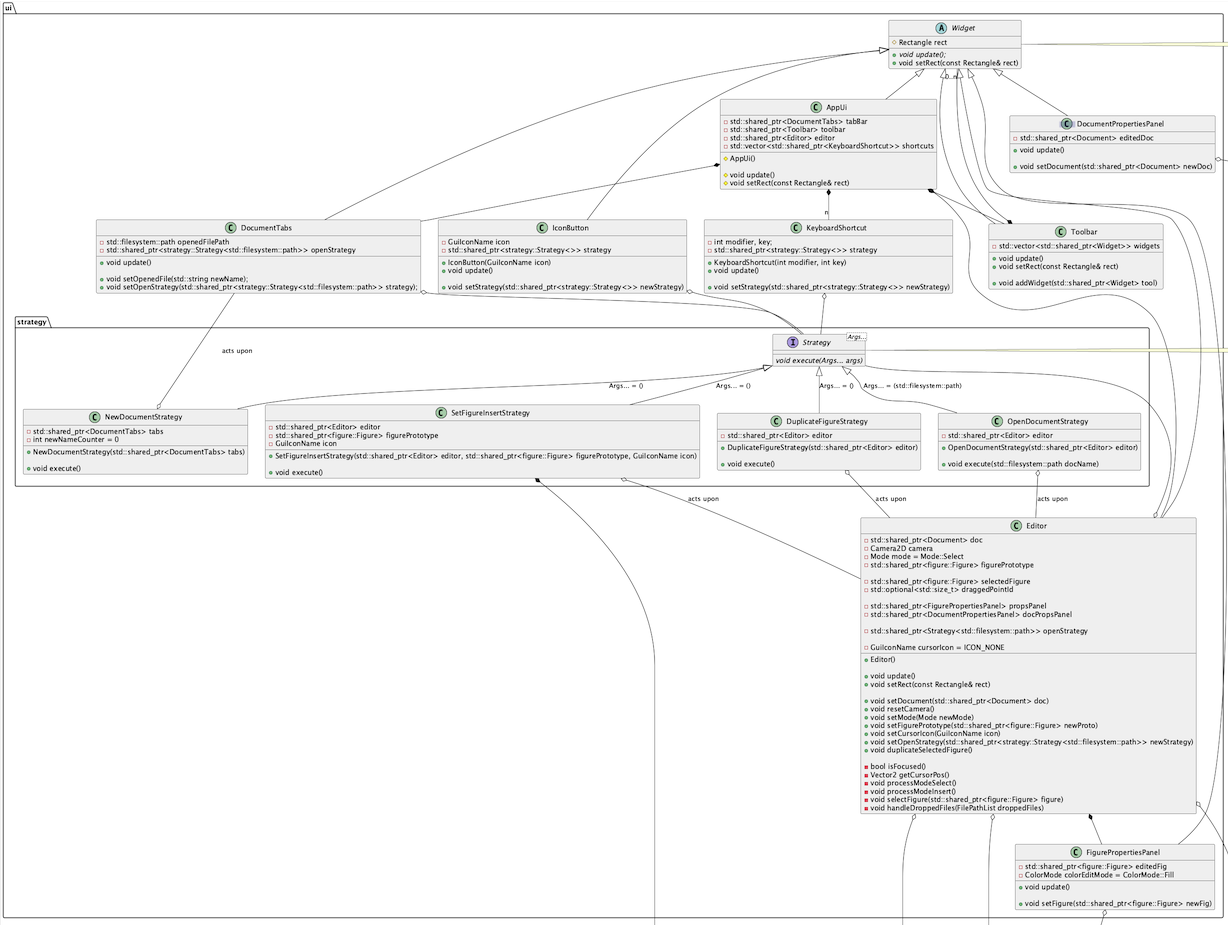 ui
A Widget
Rectangle rect
void update();
void setRect(const Rectangle& rect)
0 n
C AppUi
std::shared_ptr<DocumentTabs> tabBar
std::shared_ptr<Toolbar> toolbar
std::shared_ptr<Editor> editor
std::vector<std::shared_ptr<KeyboardShortcut>> shortcuts
AppUi()
void update()
void setRect(const Rectangle& rect)
C DocumentPropertiesPanel
std::shared_ptr<Document> editedDoc
void update()
void setDocument(std::shared_ptr<Document> newDoc)
n
C DocumentTabs
std::filesystem::path openedFilePath
std::shared_ptr<strategy::Strategy<std::filesystem::path>> openStrategy
void update()
void setOpenedFile(std::string newName);
void setOpenStrategy(std::shared_ptr<strategy::Strategy<std::filesystem::path>> strategy);
C IconButton
GuiIconName icon
std::shared_ptr<strategy::Strategy<>> strategy
IconButton(GuiIconName icon)
void update()
void setStrategy(std::shared_ptr<strategy::Strategy<>> newStrategy)
C KeyboardShortcut
int modifier, key;
std::shared_ptr<strategy::Strategy<>> strategy
KeyboardShortcut(int modifier, int key)
void update()
void setStrategy(std::shared_ptr<strategy::Strategy<>> newStrategy)
C Toolbar
std::vector<std::shared_ptr<Widget>> widgets
void update()
void setRect(const Rectangle& rect)
void addWidget(std::shared_ptr<Widget> tool)
strategy
I Strategy
Args...
void execute(Args... args)
acts upon
Args... = ()
Args... = ()
Args... = ()
Args... = (std::filesystem::path)
C NewDocumentStrategy
std::shared_ptr<DocumentTabs> tabs
int newNameCounter = 0
NewDocumentStrategy(std::shared_ptr<DocumentTabs> tabs)
void execute()
C SetFigureInsertStrategy
std::shared_ptr<Editor> editor
std::shared_ptr<figure::Figure> figurePrototype
GuiIconName icon
SetFigureInsertStrategy(std::shared_ptr<Editor> editor, std::shared_ptr<figure::Figure> figurePrototype, GuiIconName icon)
void execute()
C DuplicateFigureStrategy
std::shared_ptr<Editor> editor
DuplicateFigureStrategy(std::shared_ptr<Editor> editor)
void execute()
C OpenDocumentStrategy
std::shared_ptr<Editor> editor
OpenDocumentStrategy(std::shared_ptr<Editor> editor)
void execute(std::filesystem::path docName)
acts upon
acts upon
acts upon
C Editor
std::shared_ptr<Document> doc
Camera2D camera
Mode mode = Mode::Select
std::shared_ptr<figure::Figure> figurePrototype
std::shared_ptr<figure::Figure> selectedFigure
std::optional<std::size_t> draggedPointId
std::shared_ptr<FigurePropertiesPanel> propsPanel
std::shared_ptr<DocumentPropertiesPanel> docPropsPanel
std::shared_ptr<Strategy<std::filesystem::path>> openStrategy
GuiIconName cursorIcon = ICON_NONE
Editor()
void update()
void setRect(const Rectangle& rect)
void setDocument(std::shared_ptr<Document> doc)
void resetCamera()
void setMode(Mode newMode)
void setFigurePrototype(std::shared_ptr<figure::Figure> newProto)
void setCursorIcon(GuiIconName icon)
void setOpenStrategy(std::shared_ptr<strategy::Strategy<std::filesystem::path>> newStrategy)
void duplicateSelectedFigure()
bool isFocused()
Vector2 getCursorPos()
void processModeSelect()
void processModeInsert()
void selectFigure(std::shared_ptr<figure::Figure> figure)
void handleDroppedFiles(FilePathList droppedFiles)
C FigurePropertiesPanel
std::shared_ptr<figure::Figure> editedFig
ColorMode colorEditMode = ColorMode::Fill
void update()
void setFigure(std::shared_ptr<figure::Figure> newFig)